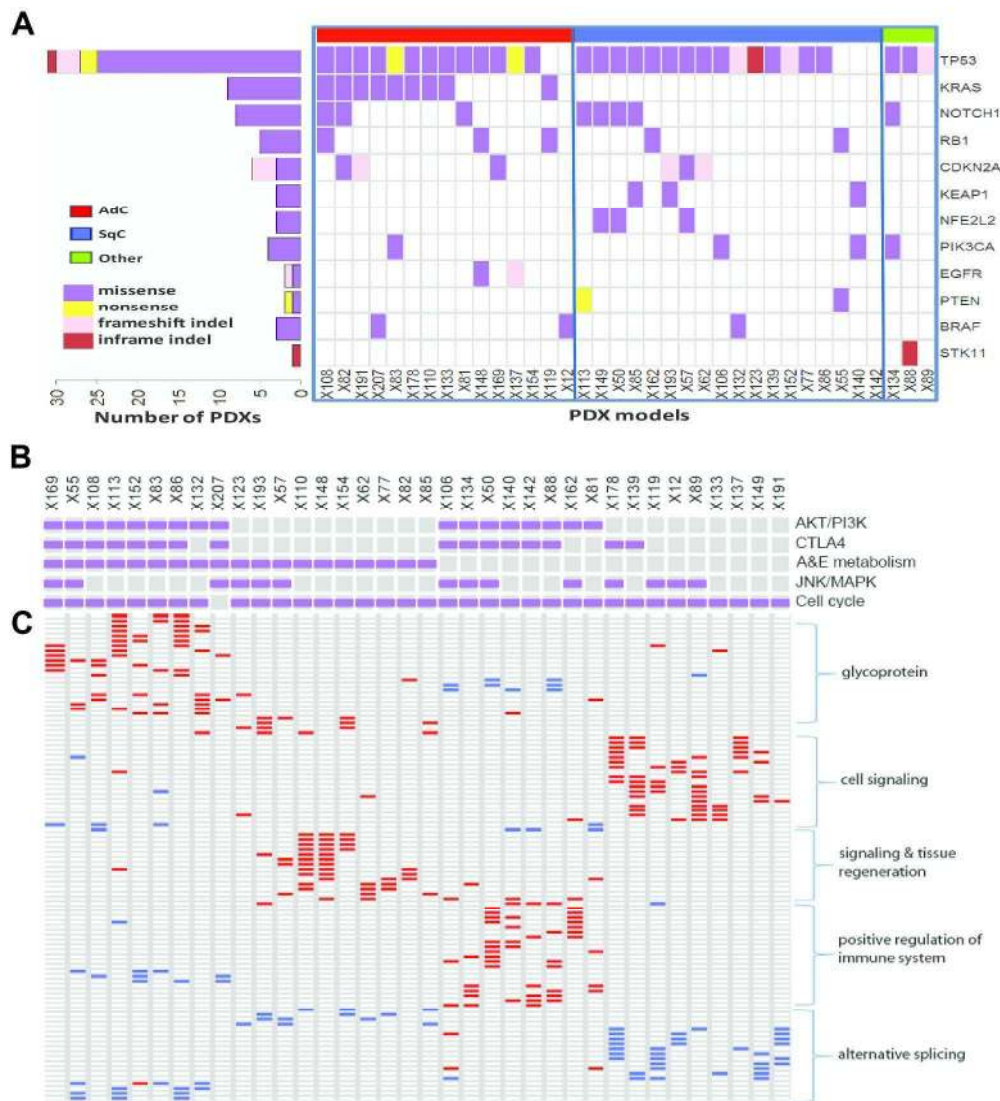 A
TP53
KRAS
NOTCH1
RB1
CDKN2A
KEAP1
NFE2L2
PIK3CA
EGFR
PTEN
BRAF
STK11
AdC
SqC
Other
missense
nonsense
frameshift indel
inframe indel
30 25 20 15 10 5 0
Number of PDXs
X108 X82 X191 X207 X83 X178 X110 X133 X81 X148 X169 X137 X154 X119 X12 X113 X149 X50 X85 X162 X193 X57 X62 X106 X132 X123 X139 X152 X77 X86 X55 X140 X142 X134 X88 X89
PDX models
B
X169 X55 X108 X113 X152 X83 X86 X132 X207 X123 X193 X57 X110 X148 X154 X62 X77 X82 X85 X106 X134 X50 X140 X142 X88 X162 X81 X178 X139 X119 X12 X89 X133 X137 X149 X191
AKT/PI3K
CTLA4
A&E metabolism
JNK/MAPK
Cell cycle
C
glycoprotein
cell signaling
signaling & tissue
regeneration
positive regulation of
immune system
alternative splicing